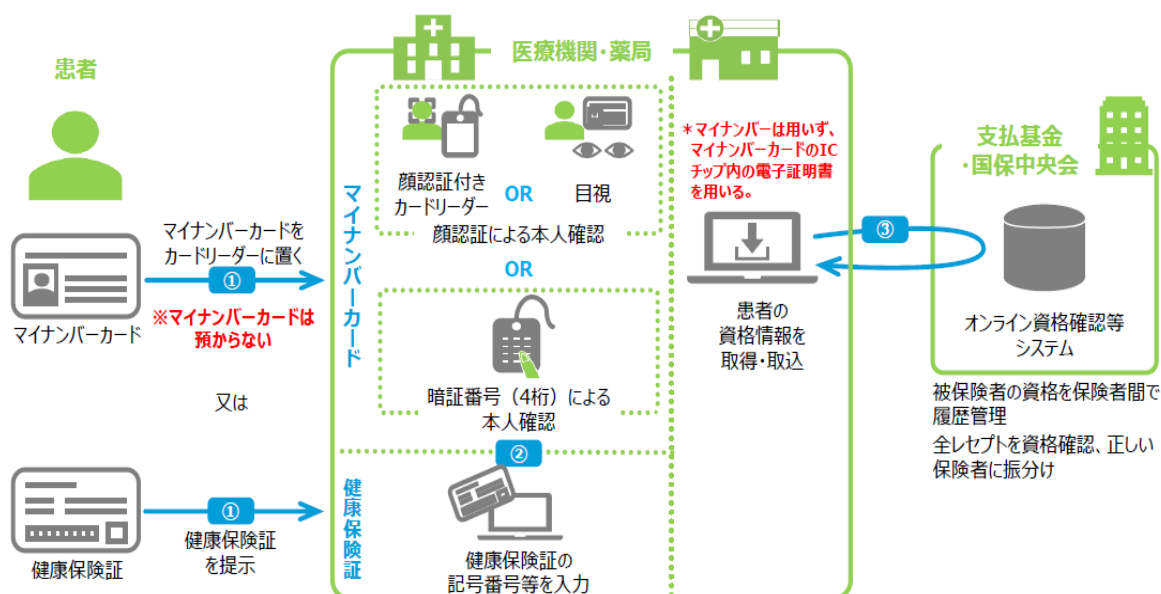 患者
マイナンバーカードを
カードリーダーに置く
①
マイナンバーカード
※マイナンバーカードは
預からない
又は
①
健康保険証
を提示
健康保険証
医療機関・薬局
マイナンバーカード
顔認証付き
カードリーダー
OR
目視
顔認証による本人確認
OR
暗証番号（4桁）による
本人確認
②
健康保険証
健康保険証の
記号番号等を入力
＊マイナンバーは用いず、
マイナンバーカードのIC
チップ内の電子証明書
を用いる。
患者の
資格情報を
取得・取込
③
支払基金
・国保中央会
オンライン資格確認等
システム
被保険者の資格を保険者間で
履歴管理
全レセプトを資格確認、正しい
保険者に振分け